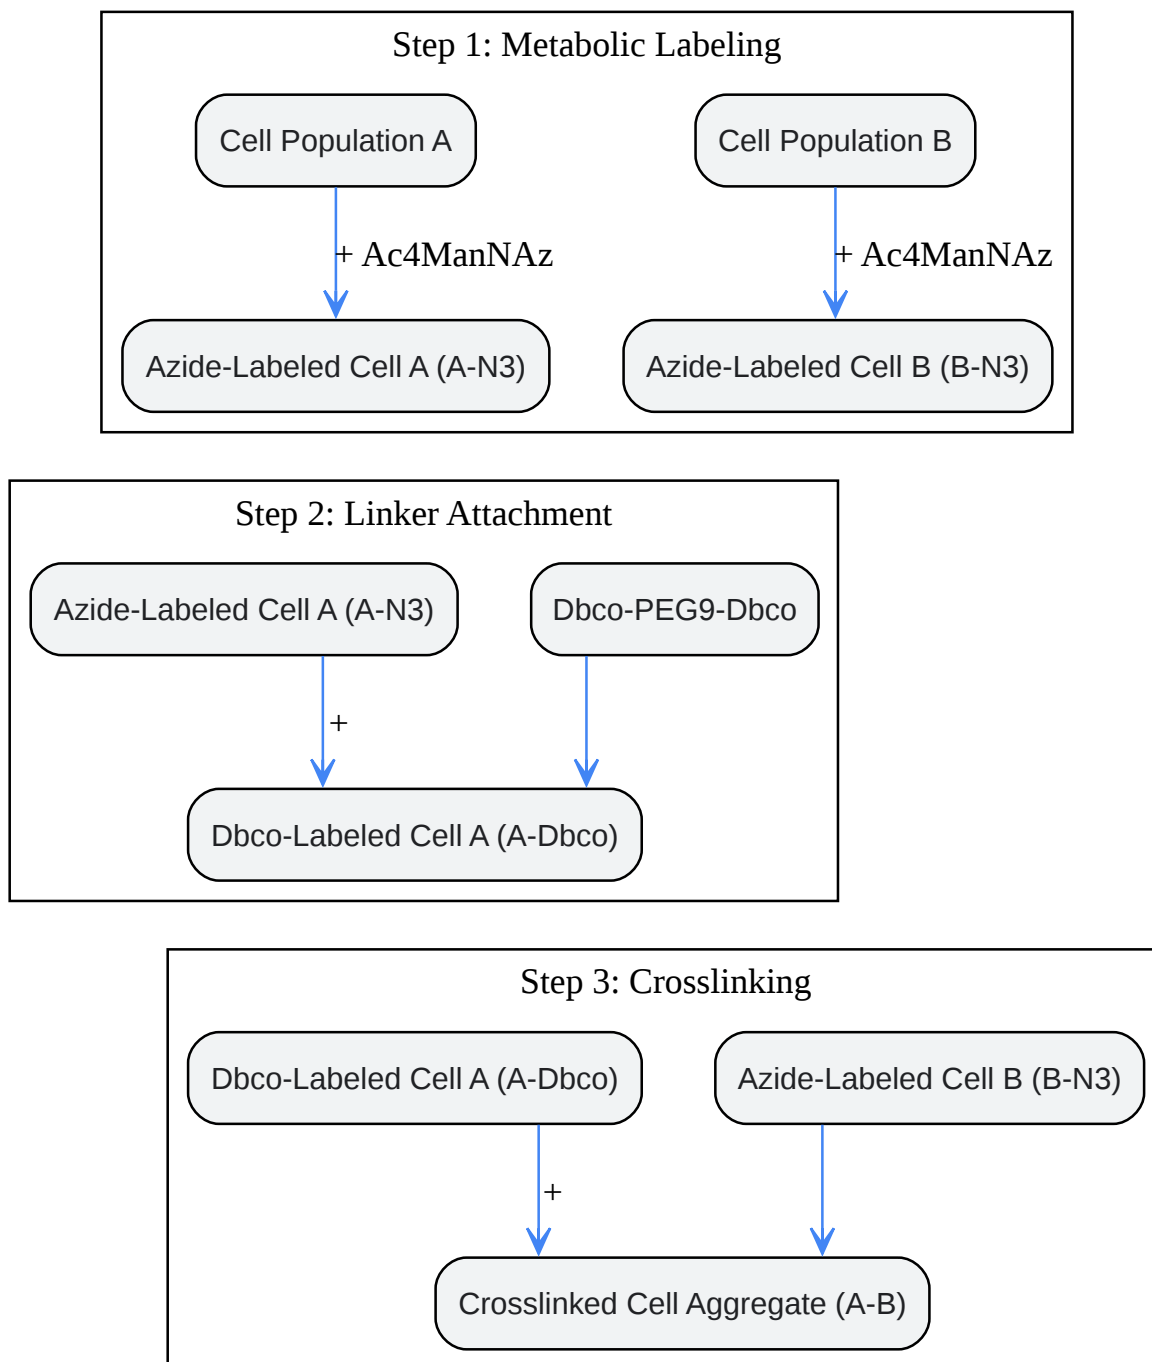 Step 1: Metabolic Labeling
Cell Population A
Cell Population B
+ Ac4ManNAz
+ Ac4ManNAz
Azide-Labeled Cell A (A-N3)
Azide-Labeled Cell B (B-N3)
Step 2: Linker Attachment
Azide-Labeled Cell A (A-N3)
Dbco-PEG9-Dbco
+
Dbco-Labeled Cell A (A-Dbco)
Step 3: Crosslinking
Dbco-Labeled Cell A (A-Dbco)
Azide-Labeled Cell B (B-N3)
+
Crosslinked Cell Aggregate (A-B)